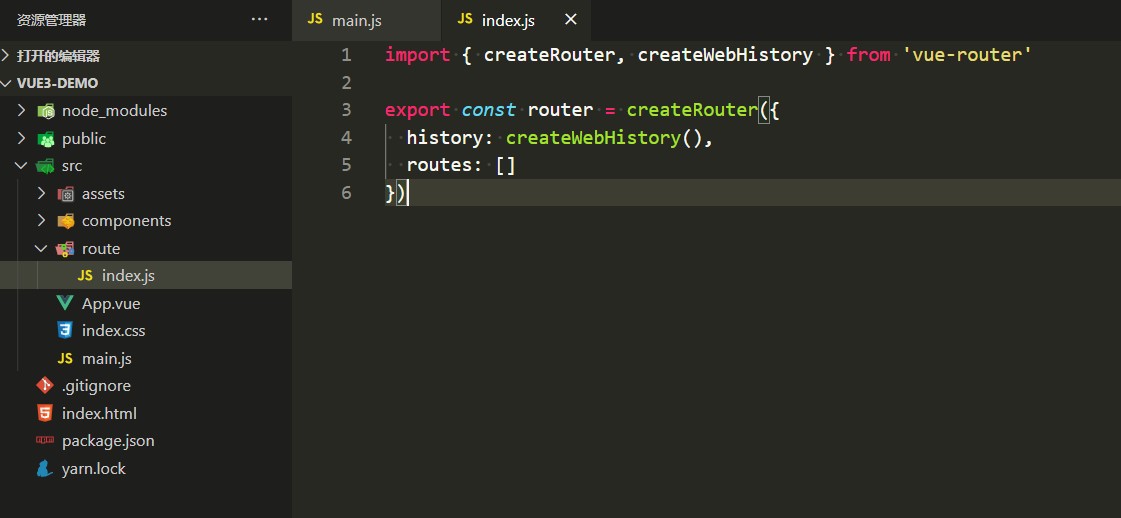 资源管理器 ···
打开的编辑器
VUE3-DEMO
node_modules
public
src
assets
components
route
JS index.js
App.vue
index.css
JS main.js
.gitignore
index.html
package.json
yarn.lock
JS main.js
JS index.js ×
1 import { createRouter, createWebHistory } from 'vue-router'
2
3 export const router = createRouter({
4 history: createWebHistory(),
5 routes: []
6 })